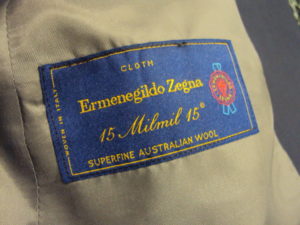 CLOTH
Ermenegildo Zegna
15 Milmil 15°
SUPERFINE AUSTRALIAN WOOL
WOVEN IN ITALY